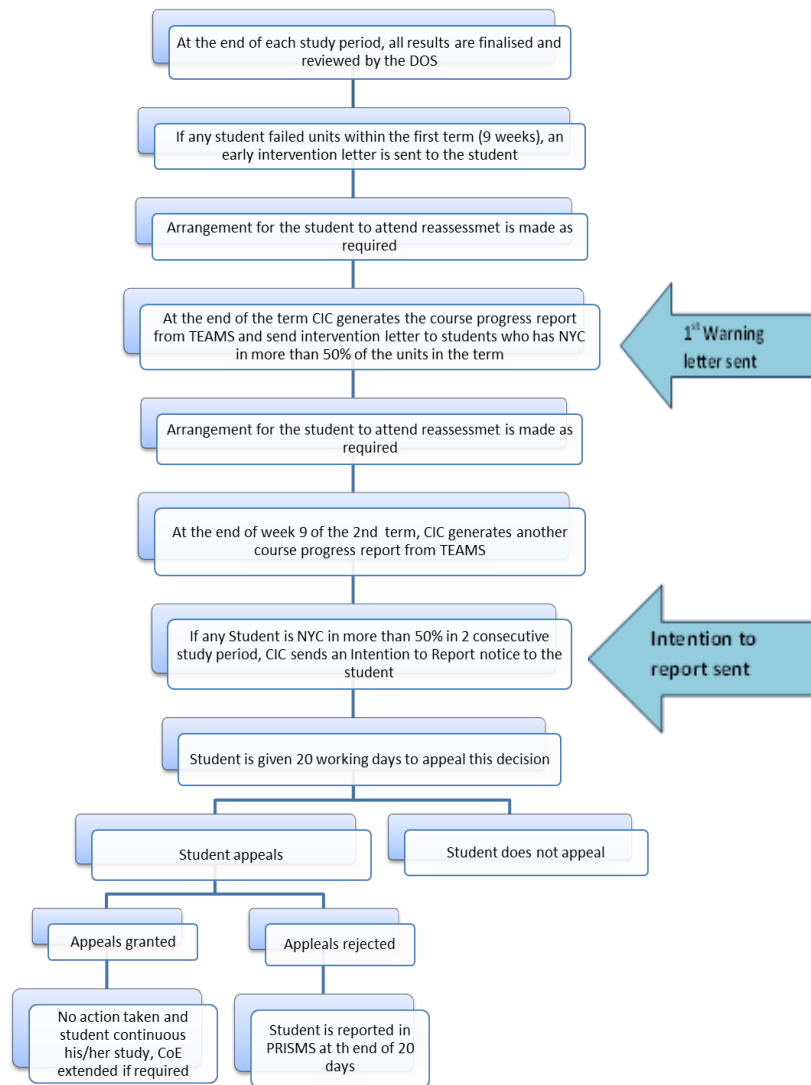 At the end of each study period, all results are finalised and
reviewed by the DOS
If any student failed units within the first term (9 weeks), an
early intervention letter is sent to the student
Arrangement for the student to attend reassessmet is made as
required
At the end of the term CIC generates the course progress report
from TEAMS and send intervention letter to students who has NYC
in more than 50% of the units in the term
1st Warning
letter sent
Arrangement for the student to attend reassessmet is made as
required
At the end of week 9 of the 2nd term, CIC generates another
course progress report from TEAMS
If any Student is NYC in more than 50% in 2 consecutive
study period, CIC sends an Intention to Report notice to the
student
Intention to
report sent
Student is given 20 working days to appeal this decision
Student appeals
Student does not appeal
Appeals granted
Appleals rejected
No action taken and
student continuous
his/her study, CoE
extended if required
Student is reported in
PRISMS at th end of 20
days